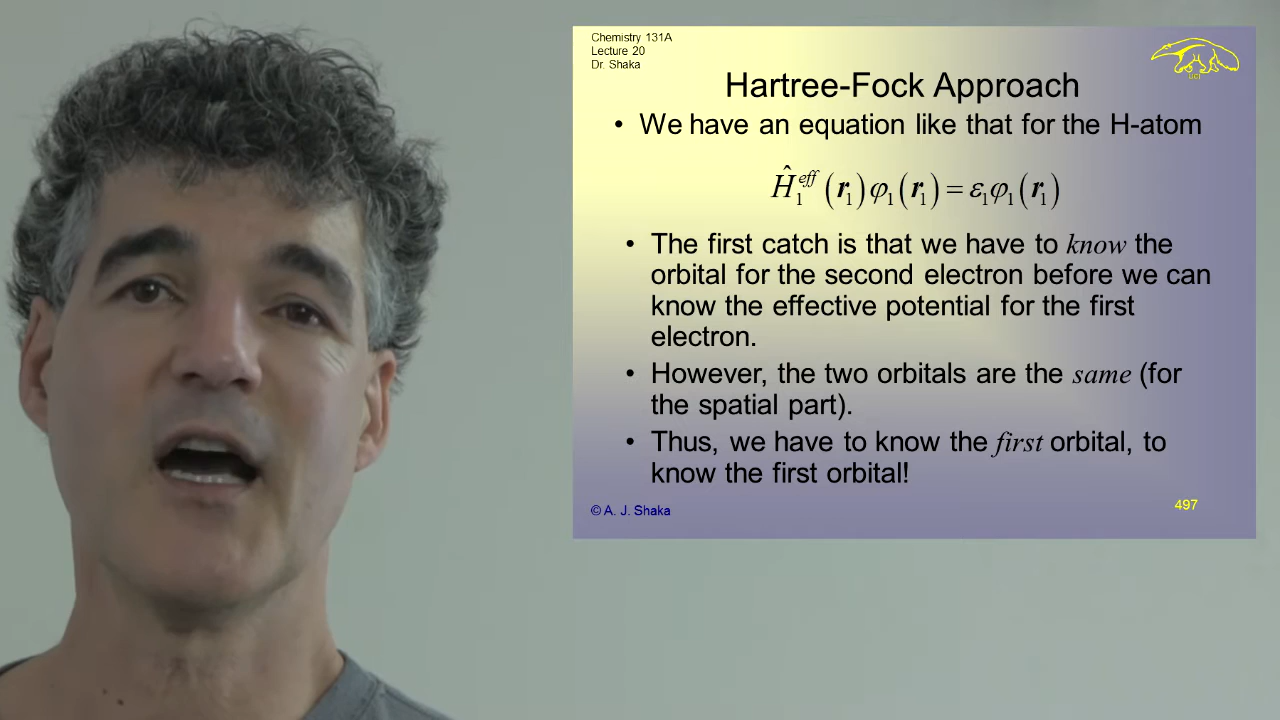 Chemistry 131A
Lecture 20
Dr. Shaka
UCI
Hartree-Fock Approach
• We have an equation like that for the H-atom
Ĥ₁ᵉᶠᶠ (r₁) φ₁ (r₁) = ε₁φ₁ (r₁)
• The first catch is that we have to know the
orbital for the second electron before we can
know the effective potential for the first
electron.
• However, the two orbitals are the same (for
the spatial part).
• Thus, we have to know the first orbital, to
know the first orbital!
© A. J. Shaka
497